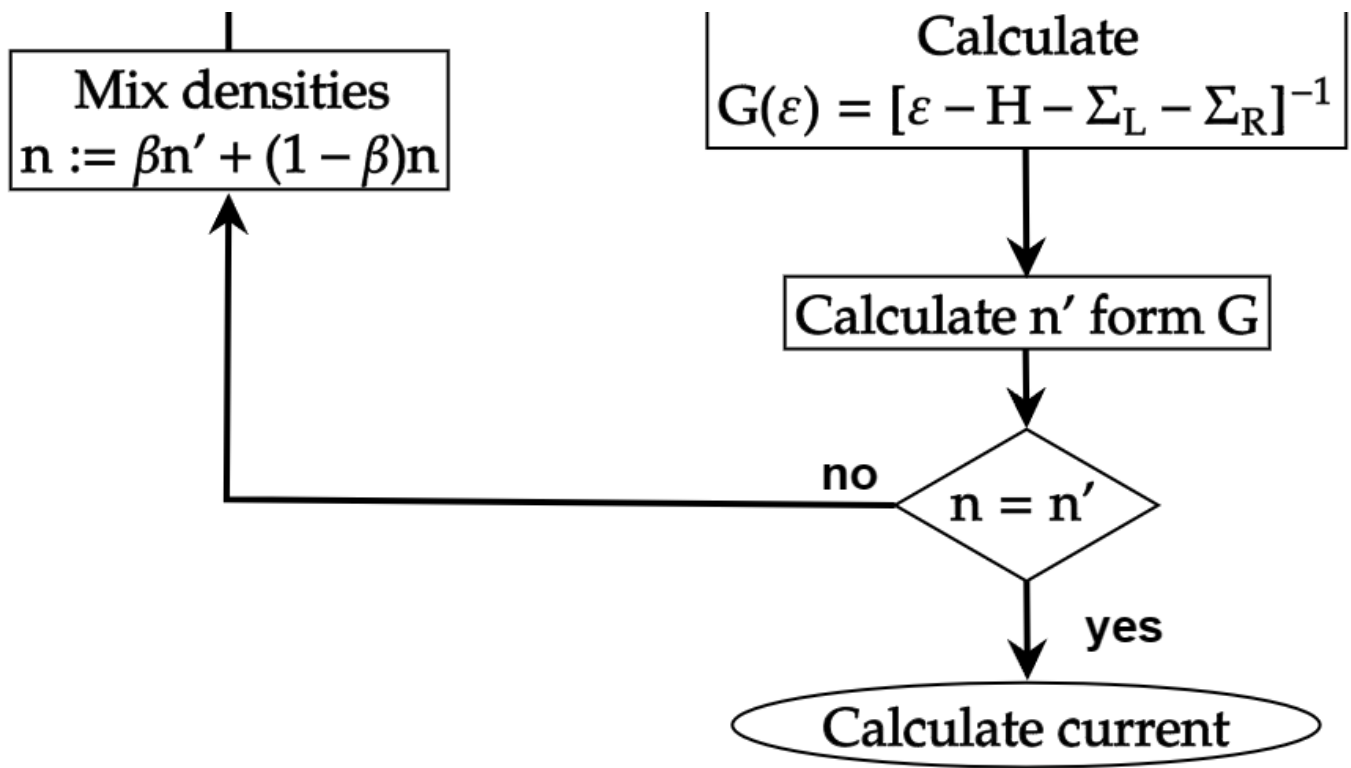 Mix densities
n := βn′ + (1 − β)n
Calculate
G(ε) = [ε − H − Σ_L − Σ_R]⁻¹
Calculate n′ form G
no
n = n′
yes
Calculate current